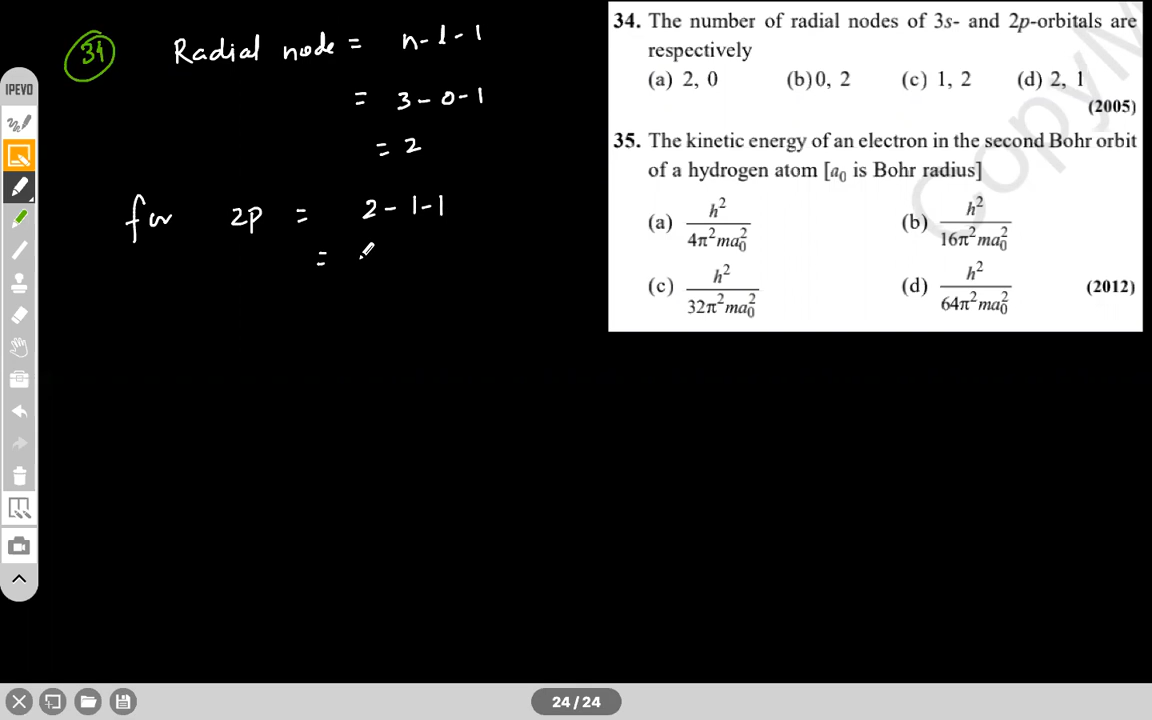 34
Radial node = n-l-1
= 3-0-1
= 2
for 2p = 2-1-1
=
34. The number of radial nodes of 3s- and 2p-orbitals are
respectively
(a) 2, 0 (b) 0, 2 (c) 1, 2 (d) 2, 1
(2005)
35. The kinetic energy of an electron in the second Bohr orbit
of a hydrogen atom [a₀ is Bohr radius]
(a) h²/4π²ma₀² (b) h²/16π²ma₀²
(c) h²/32π²ma₀² (d) h²/64π²ma₀² (2012)
IPEVO
24 / 24